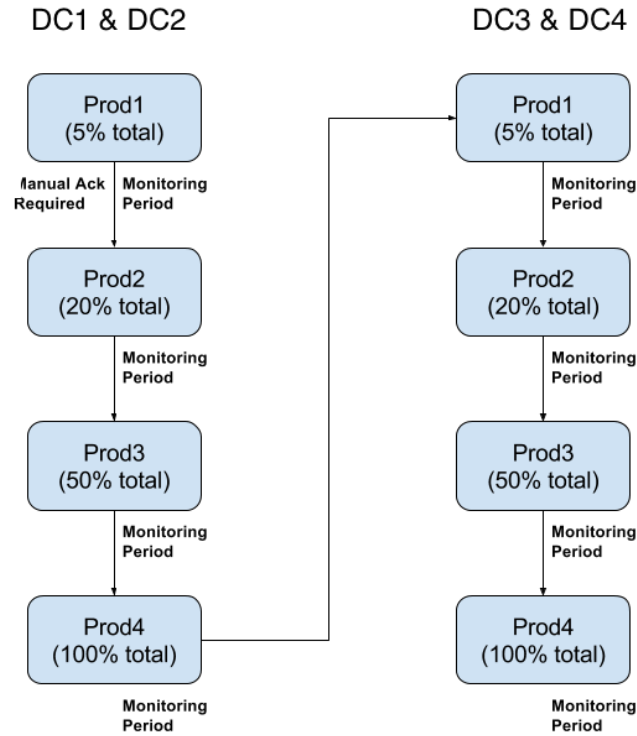 DC1 & DC2
Prod1
(5% total)
Manual Ack
Required
Monitoring
Period
Prod2
(20% total)
Monitoring
Period
Prod3
(50% total)
Monitoring
Period
Prod4
(100% total)
Monitoring
Period
DC3 & DC4
Prod1
(5% total)
Monitoring
Period
Prod2
(20% total)
Monitoring
Period
Prod3
(50% total)
Monitoring
Period
Prod4
(100% total)
Monitoring
Period